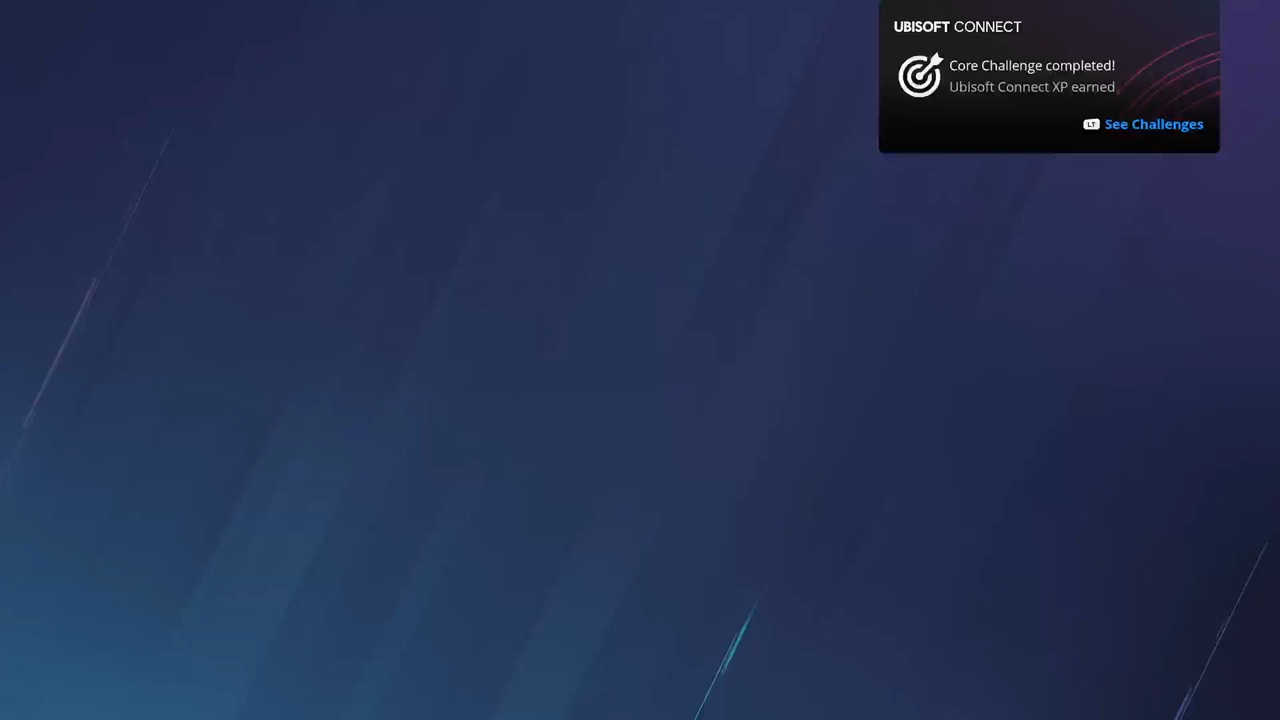 UBISOFT CONNECT
Core Challenge completed!
Ubisoft Connect XP earned
LT See Challenges